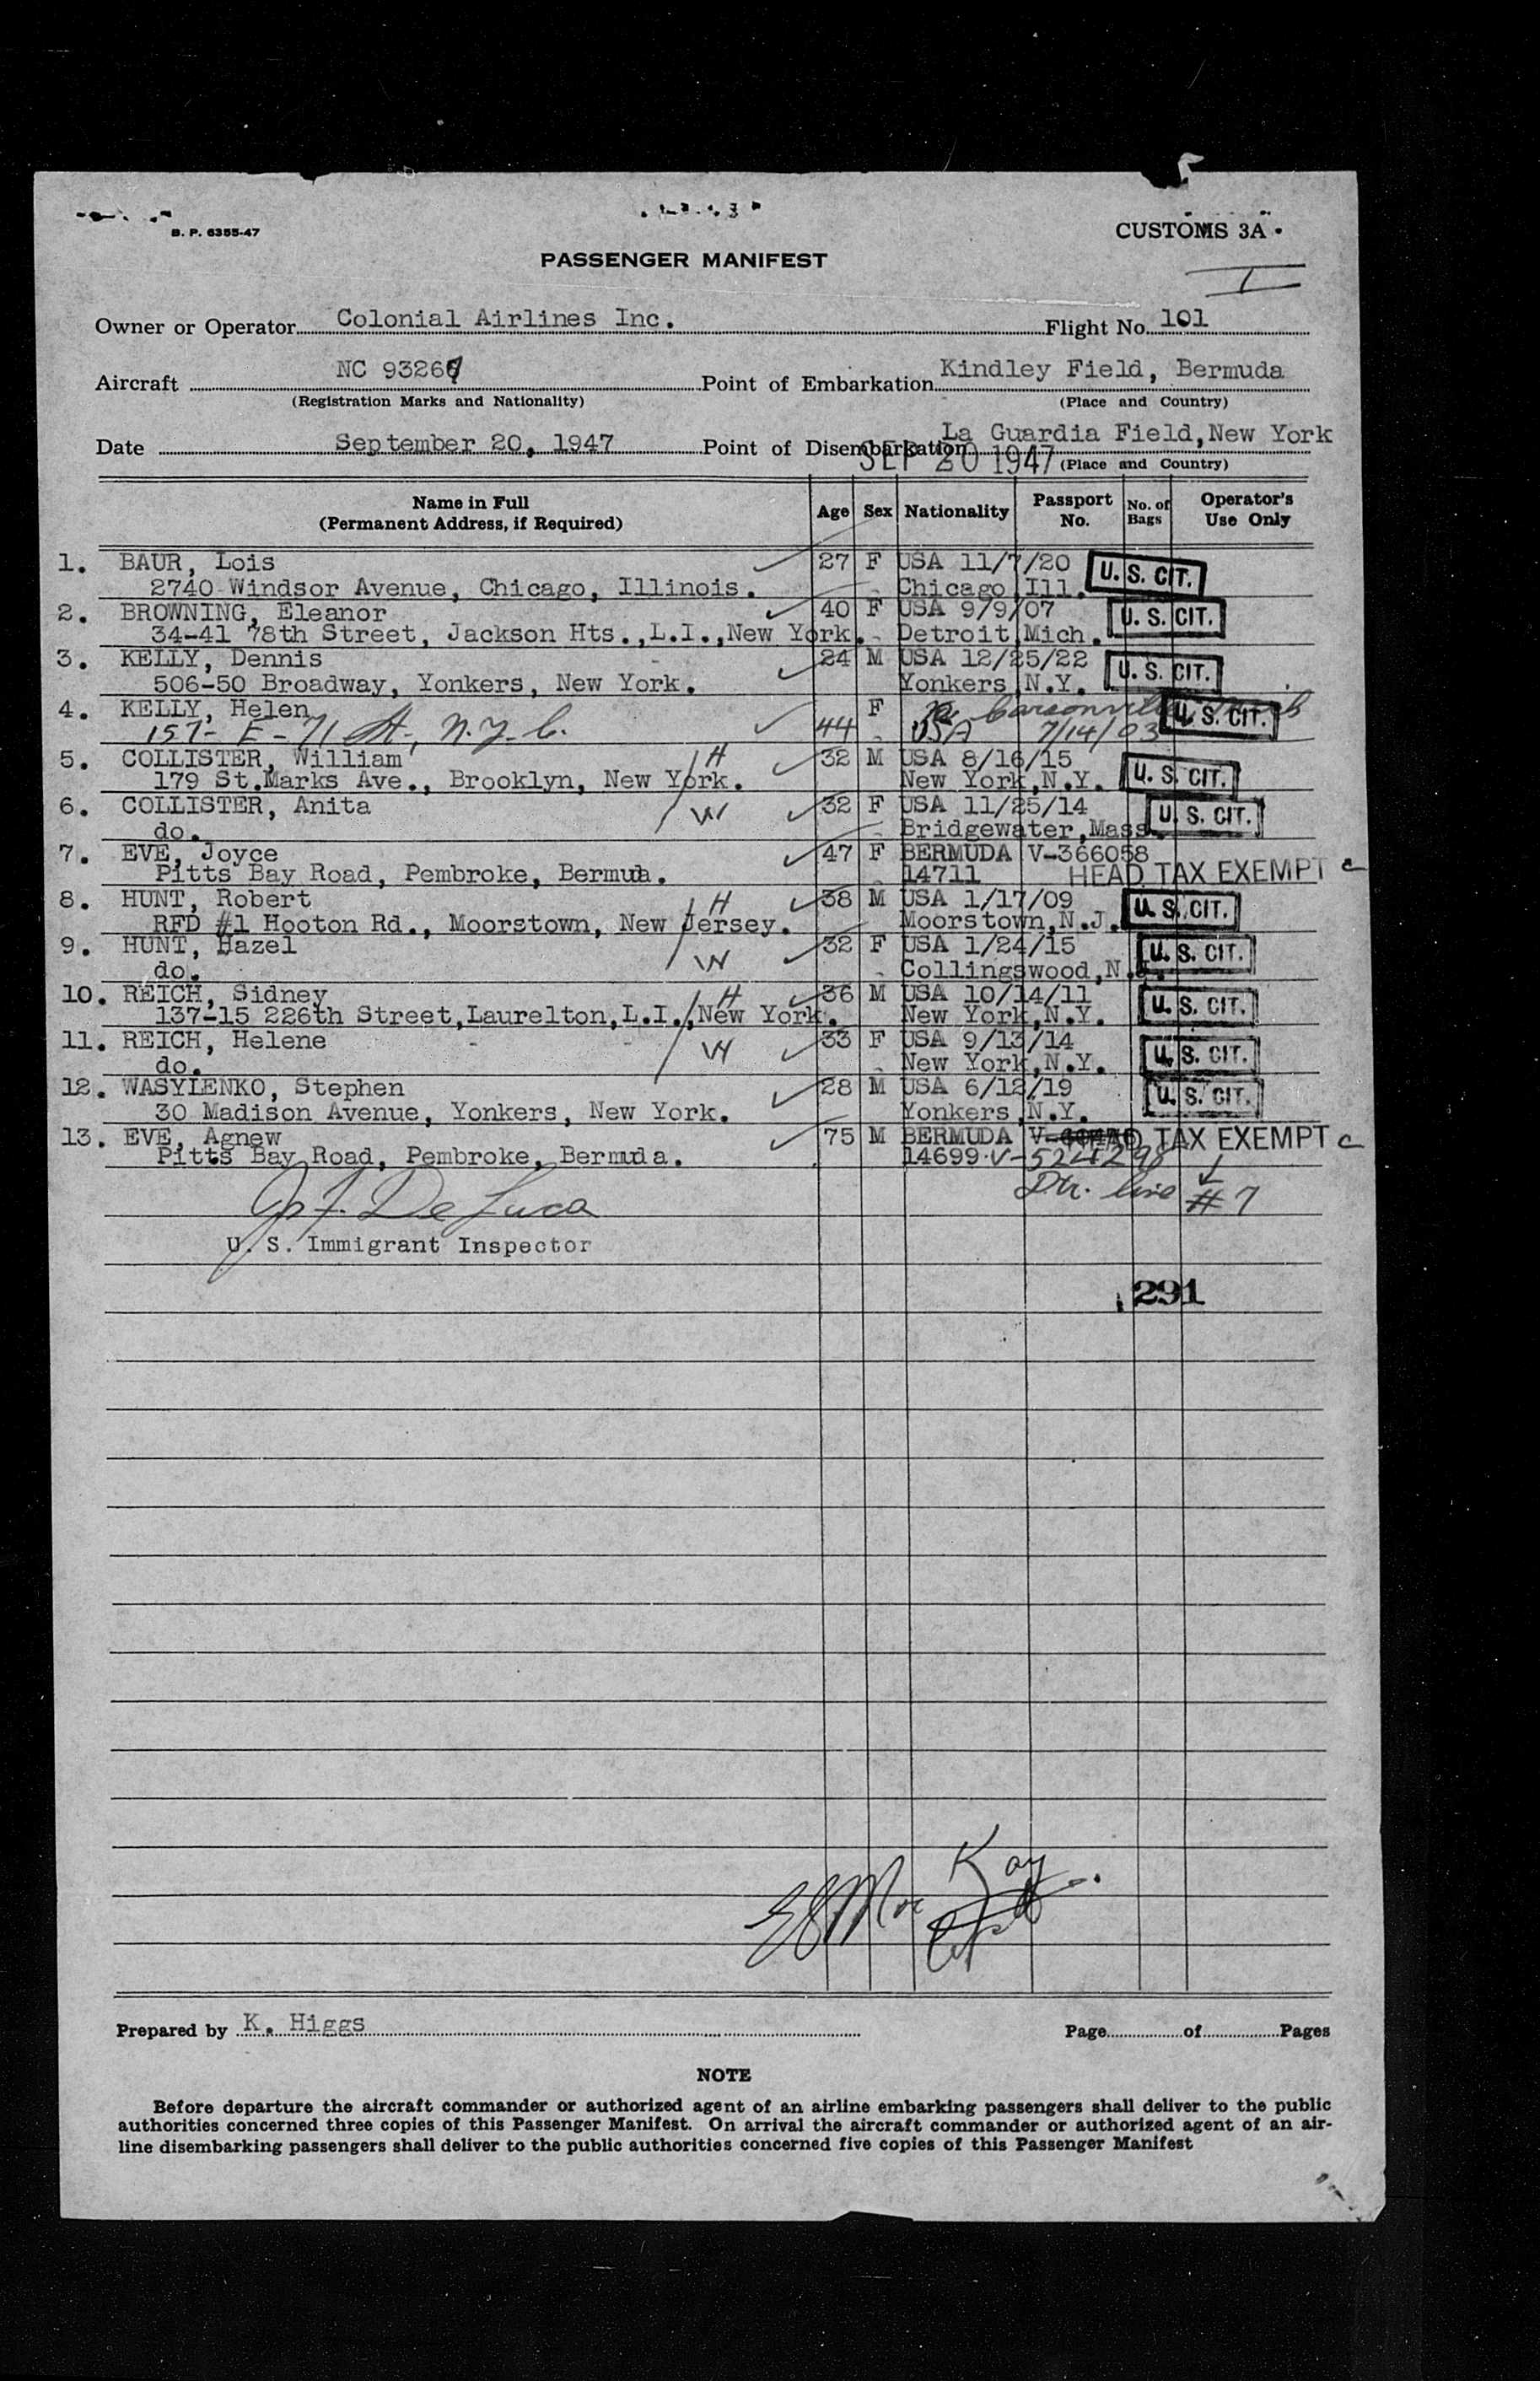 B. P. 6355-47
CUSTOMS 3A
PASSENGER MANIFEST
I
Owner or Operator Colonial Airlines Inc. Flight No. 101
Aircraft NC 93267 Point of Embarkation Kindley Field, Bermuda
(Registration Marks and Nationality) (Place and Country)
Date September 20, 1947 Point of Disembarkation La Guardia Field,New York
SEP 20 1947 (Place and Country)
Name in Full (Permanent Address, if Required) Age Sex Nationality Passport No. No. of Bags Operator's Use Only
1. BAUR, Lois 27 F USA 11/7/20 U. S. CIT.
2740 Windsor Avenue, Chicago, Illinois. Chicago Ill.
2. BROWNING, Eleanor 40 F USA 9/9/07 U. S. CIT.
34-41 78th Street, Jackson Hts.,L.I.,New York. Detroit Mich.
3. KELLY, Dennis 24 M USA 12/25/22 U. S. CIT.
506-50 Broadway, Yonkers, New York. Yonkers N.Y.
4. KELLY, Helen F Carsonville U. S. CIT.
157- E - 71 St., N.Y.C. 44 USA 7/14/03
5. COLLISTER, William H 32 M USA 8/16/15
179 St.Marks Ave., Brooklyn, New York. New York,N.Y. U. S. CIT.
6. COLLISTER, Anita W 32 F USA 11/25/14 U. S. CIT.
do. Bridgewater,Mass.
7. EVE, Joyce 47 F BERMUDA V-366058
Pitts Bay Road, Pembroke, Bermuda. 14711 HEAD TAX EXEMPT c
8. HUNT, Robert H 38 M USA 1/17/09 U. S. CIT.
RFD #1 Hooton Rd., Moorstown, New Jersey. Moorstown,N.J.
9. HUNT, Hazel W 32 F USA 1/24/15 U. S. CIT.
do. Collingswood,N.J.
10. REICH, Sidney H 36 M USA 10/14/11 U. S. CIT.
137-15 226th Street,Laurelton,L.I.,New York. New York,N.Y.
11. REICH, Helene W 33 F USA 9/13/14 U. S. CIT.
do. New York,N.Y.
12. WASYIENKO, Stephen 28 M USA 6/12/19 U. S. CIT.
30 Madison Avenue, Yonkers, New York. Yonkers N.Y.
13. EVE, Agnew 75 M BERMUDA HEAD TAX EXEMPT c
Pitts Bay Road, Pembroke, Bermuda. 14699
Dtr. line #7
Jos. F. De Luca
U. S. Immigrant Inspector
291
Prepared by K. Higgs Page of Pages
NOTE
Before departure the aircraft commander or authorized agent of an airline embarking passengers shall deliver to the public
authorities concerned three copies of this Passenger Manifest. On arrival the aircraft commander or authorized agent of an air-
line disembarking passengers shall deliver to the public authorities concerned five copies of this Passenger Manifest